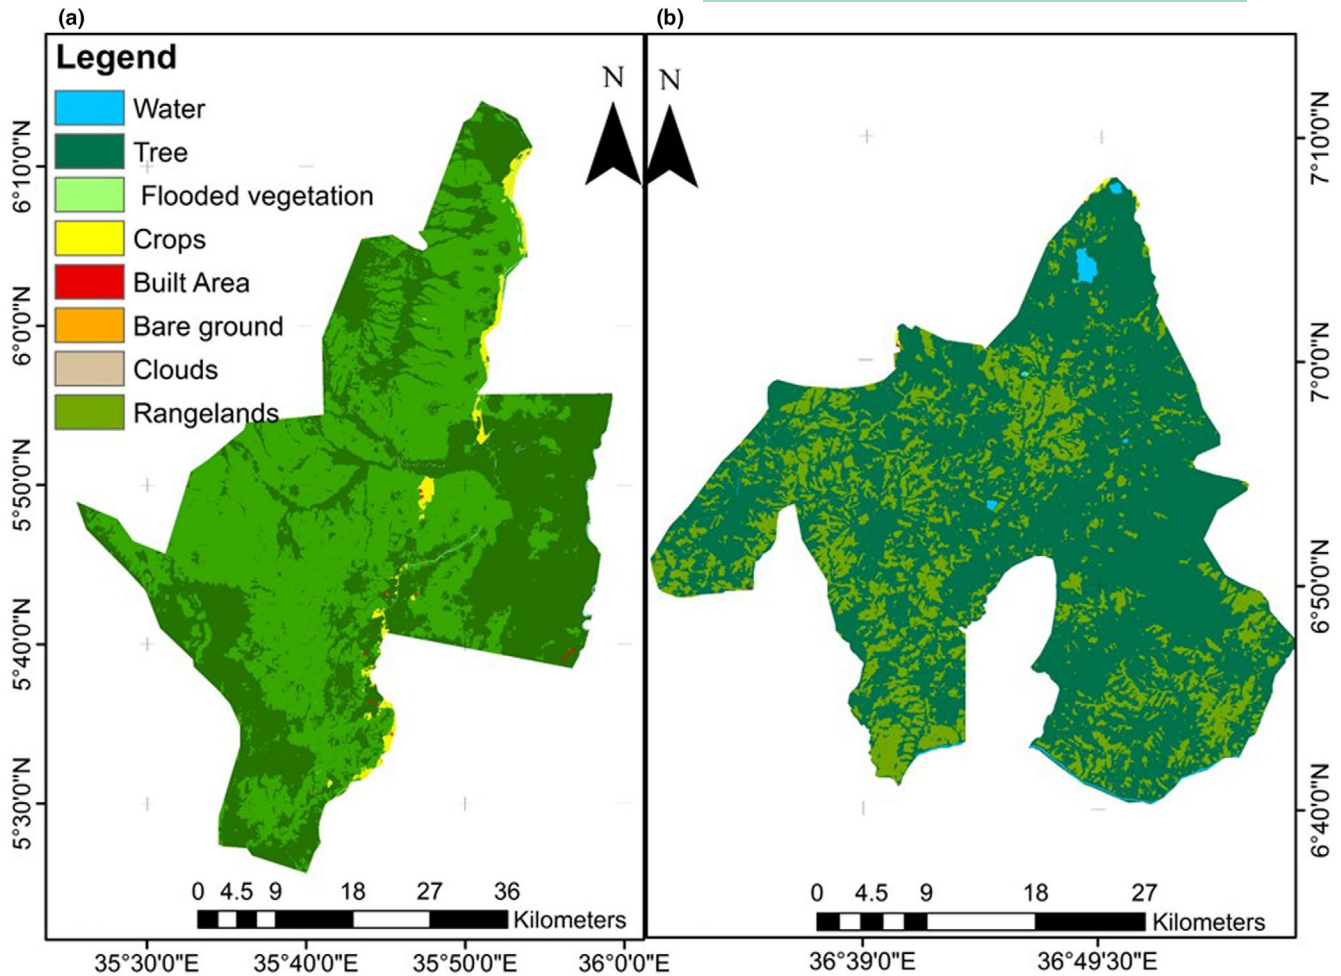 (a)
(b)
Legend
Water
Tree
Flooded vegetation
Crops
Built Area
Bare ground
Clouds
Rangelands
N
N
6°10'0"N
6°0'0"N
5°50'0"N
5°40'0"N
5°30'0"N
7°10'0"N
7°0'0"N
6°50'0"N
6°40'0"N
0 4.5 9 18 27 36
Kilometers
0 4.5 9 18 27
Kilometers
35°30'0"E 35°40'0"E 35°50'0"E 36°0'0"E
36°39'0"E 36°49'30"E